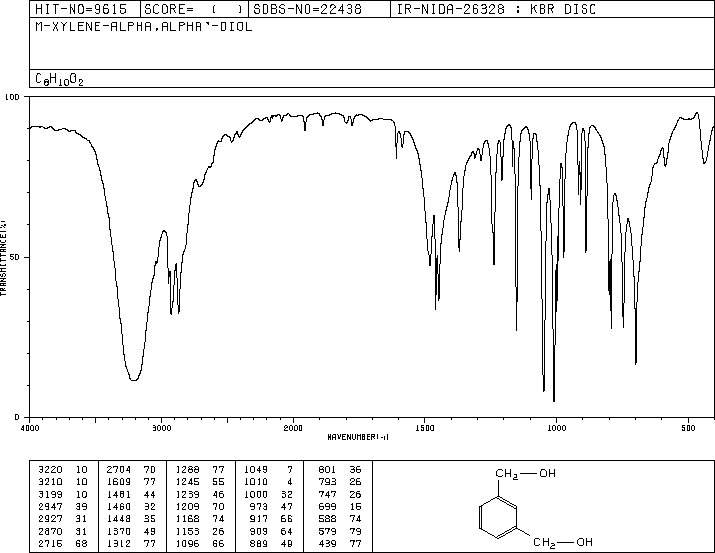 HIT-NO=9615 SCORE= ( ) SDBS-NO=22438 IR-NIDA-26328 : KBR DISC
M-XYLENE-ALPHA,ALPHA'-DIOL
C8H10O2
100
50
0
TRANSMITTANCE(%)
4000 3000 2000 1500 1000 500
WAVENUMBER(-1)
3220 10 2704 70 1288 77 1049 7 801 36
3210 10 1609 77 1245 55 1010 4 793 26
3199 10 1481 44 1239 46 1000 32 747 26
2947 39 1460 32 1209 70 973 47 699 15
2927 31 1448 35 1168 74 917 66 588 74
2870 31 1370 49 1153 26 909 64 579 79
2715 68 1312 77 1096 66 889 49 439 77
CH2—OH
CH2—OH